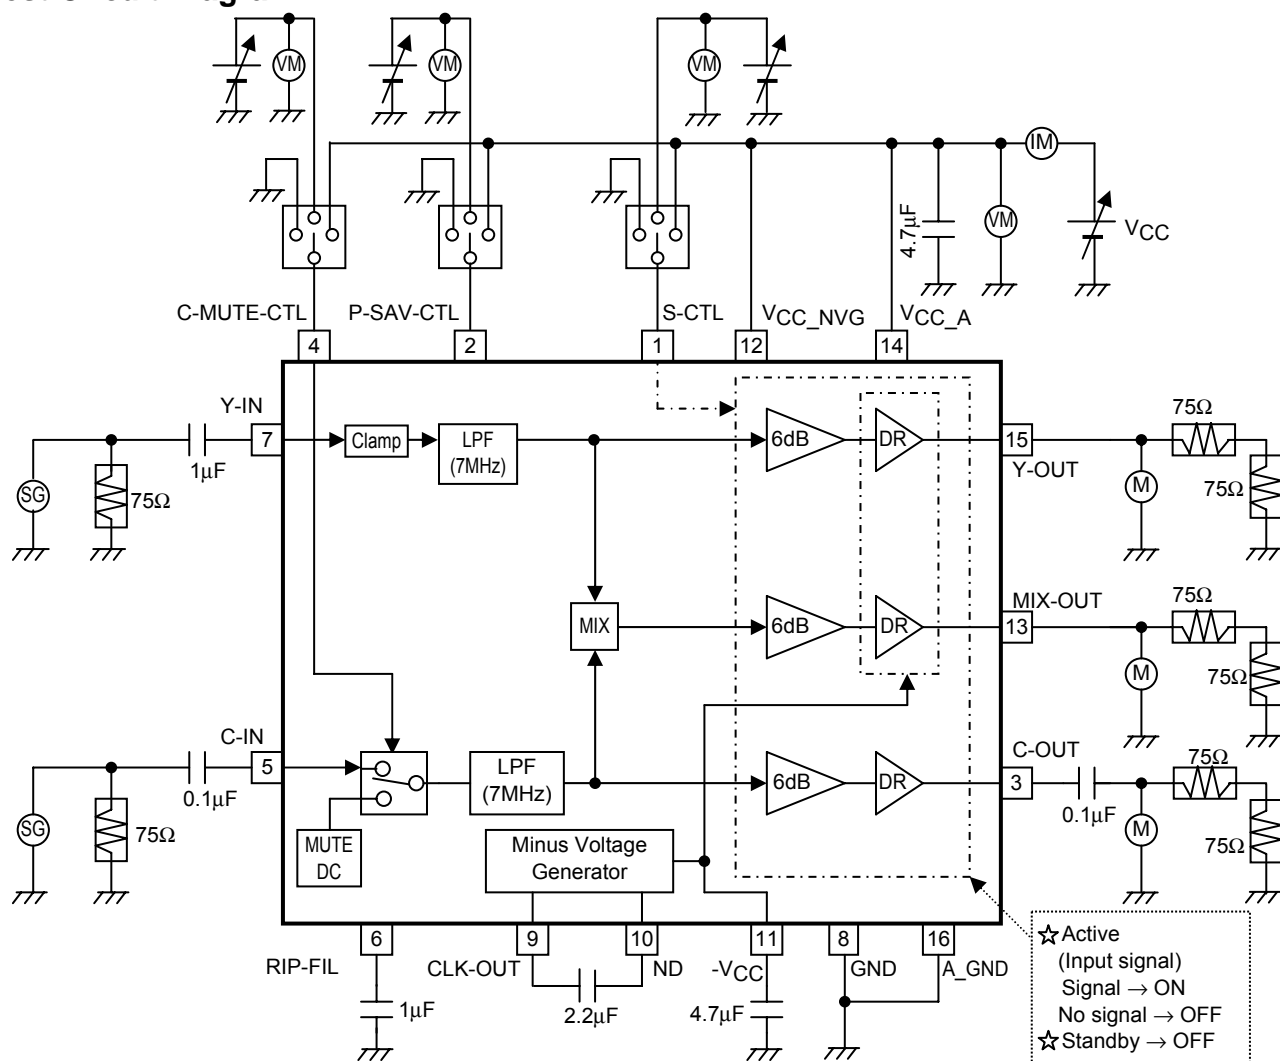 VM
VM
VM
IM
4.7μF
VM
VCC
C-MUTE-CTL
P-SAV-CTL
S-CTL
VCC_NVG
VCC_A
4
2
1
12
14
Y-IN
7
1μF
SG
75Ω
Clamp
LPF
(7MHz)
6dB
DR
15
Y-OUT
75Ω
M
75Ω
MIX
6dB
DR
MIX-OUT
13
75Ω
M
75Ω
C-IN
5
0.1μF
SG
75Ω
MUTE
DC
LPF
(7MHz)
6dB
DR
C-OUT
3
0.1μF
75Ω
M
75Ω
Minus Voltage
Generator
6
9
10
11
8
16
RIP-FIL
CLK-OUT
ND
-VCC
GND
A_GND
1μF
2.2μF
4.7μF
☆Active
(Input signal)
Signal → ON
No signal → OFF
☆Standby → OFF